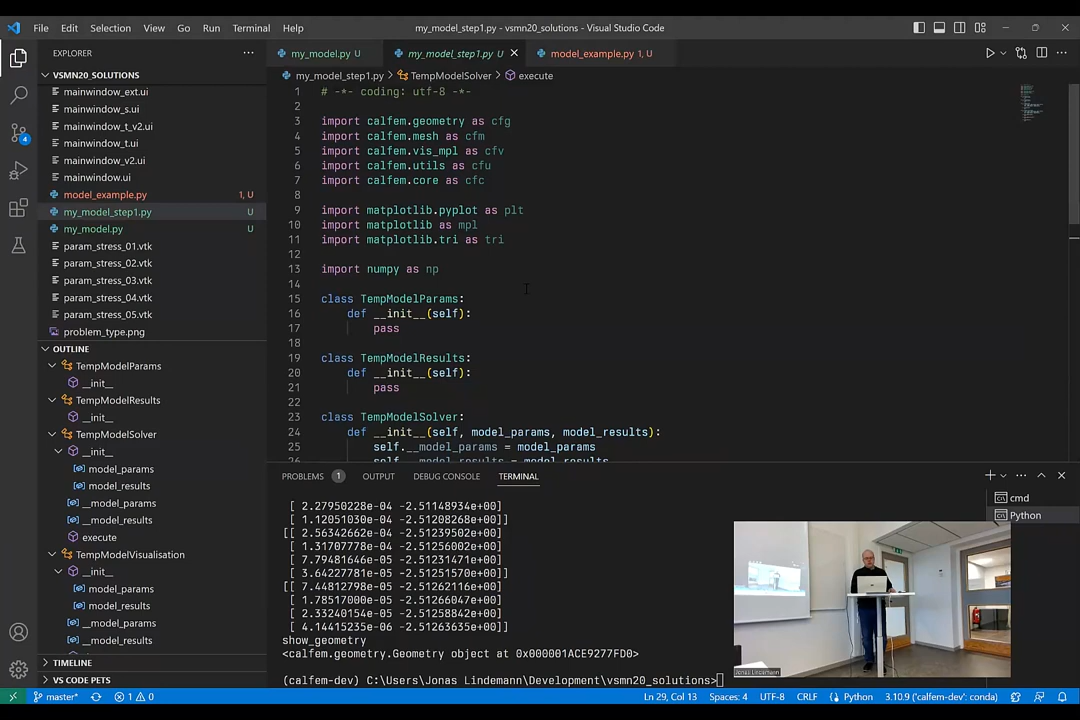 File Edit Selection View Go Run Terminal Help
my_model_step1.py - vsmn20_solutions - Visual Studio Code
EXPLORER
my_model.py U
my_model_step1.py U
model_example.py 1, U
VSMN20_SOLUTIONS
my_model_step1.py > TempModelSolver > execute
mainwindow_ext.ui
mainwindow_s.ui
mainwindow_t_v2.ui
mainwindow_t.ui
mainwindow_v2.ui
mainwindow.ui
model_example.py 1, U
my_model_step1.py U
my_model.py U
param_stress_01.vtk
param_stress_02.vtk
param_stress_03.vtk
param_stress_04.vtk
param_stress_05.vtk
problem_type.png
OUTLINE
TempModelParams
__init__
TempModelResults
__init__
TempModelSolver
__init__
model_params
model_results
__model_params
__model_results
execute
TempModelVisualisation
__init__
model_params
model_results
__model_params
__model_results
TIMELINE
VS CODE PETS
1 # -*- coding: utf-8 -*-
2
3 import calfem.geometry as cfg
4 import calfem.mesh as cfm
5 import calfem.vis_mpl as cfv
6 import calfem.utils as cfu
7 import calfem.core as cfc
8
9 import matplotlib.pyplot as plt
10 import matplotlib as mpl
11 import matplotlib.tri as tri
12
13 import numpy as np
14
15 class TempModelParams:
16 def __init__(self):
17 pass
18
19 class TempModelResults:
20 def __init__(self):
21 pass
22
23 class TempModelSolver:
24 def __init__(self, model_params, model_results):
25 self.__model_params = model_params
26 self.__model_results = model_results
PROBLEMS 1 OUTPUT DEBUG CONSOLE TERMINAL
cmd
Python
[ 2.27950228e-04 -2.51148934e+00]
[ 1.12051030e-04 -2.51208268e+00]]
[[ 2.56342662e-04 -2.51239502e+00]
[ 1.31707778e-04 -2.51256002e+00]
[ 7.79481646e-05 -2.51231471e+00]
[ 3.64227781e-05 -2.51251570e+00]]
[[ 7.44812798e-05 -2.51262116e+00]
[ 1.78517000e-05 -2.51266047e+00]
[ 2.33240154e-05 -2.51258842e+00]
[ 4.14415235e-06 -2.51263635e+00]]
show_geometry
<calfem.geometry.Geometry object at 0x000001ACE9277FD0>
(calfem-dev) C:\Users\Jonas Lindemann\Development\vsmn20_solutions>
Jonas Lindemann
master* 1 0 Ln 29, Col 13 Spaces: 4 UTF-8 CRLF Python 3.10.9 ('calfem-dev': conda)
4